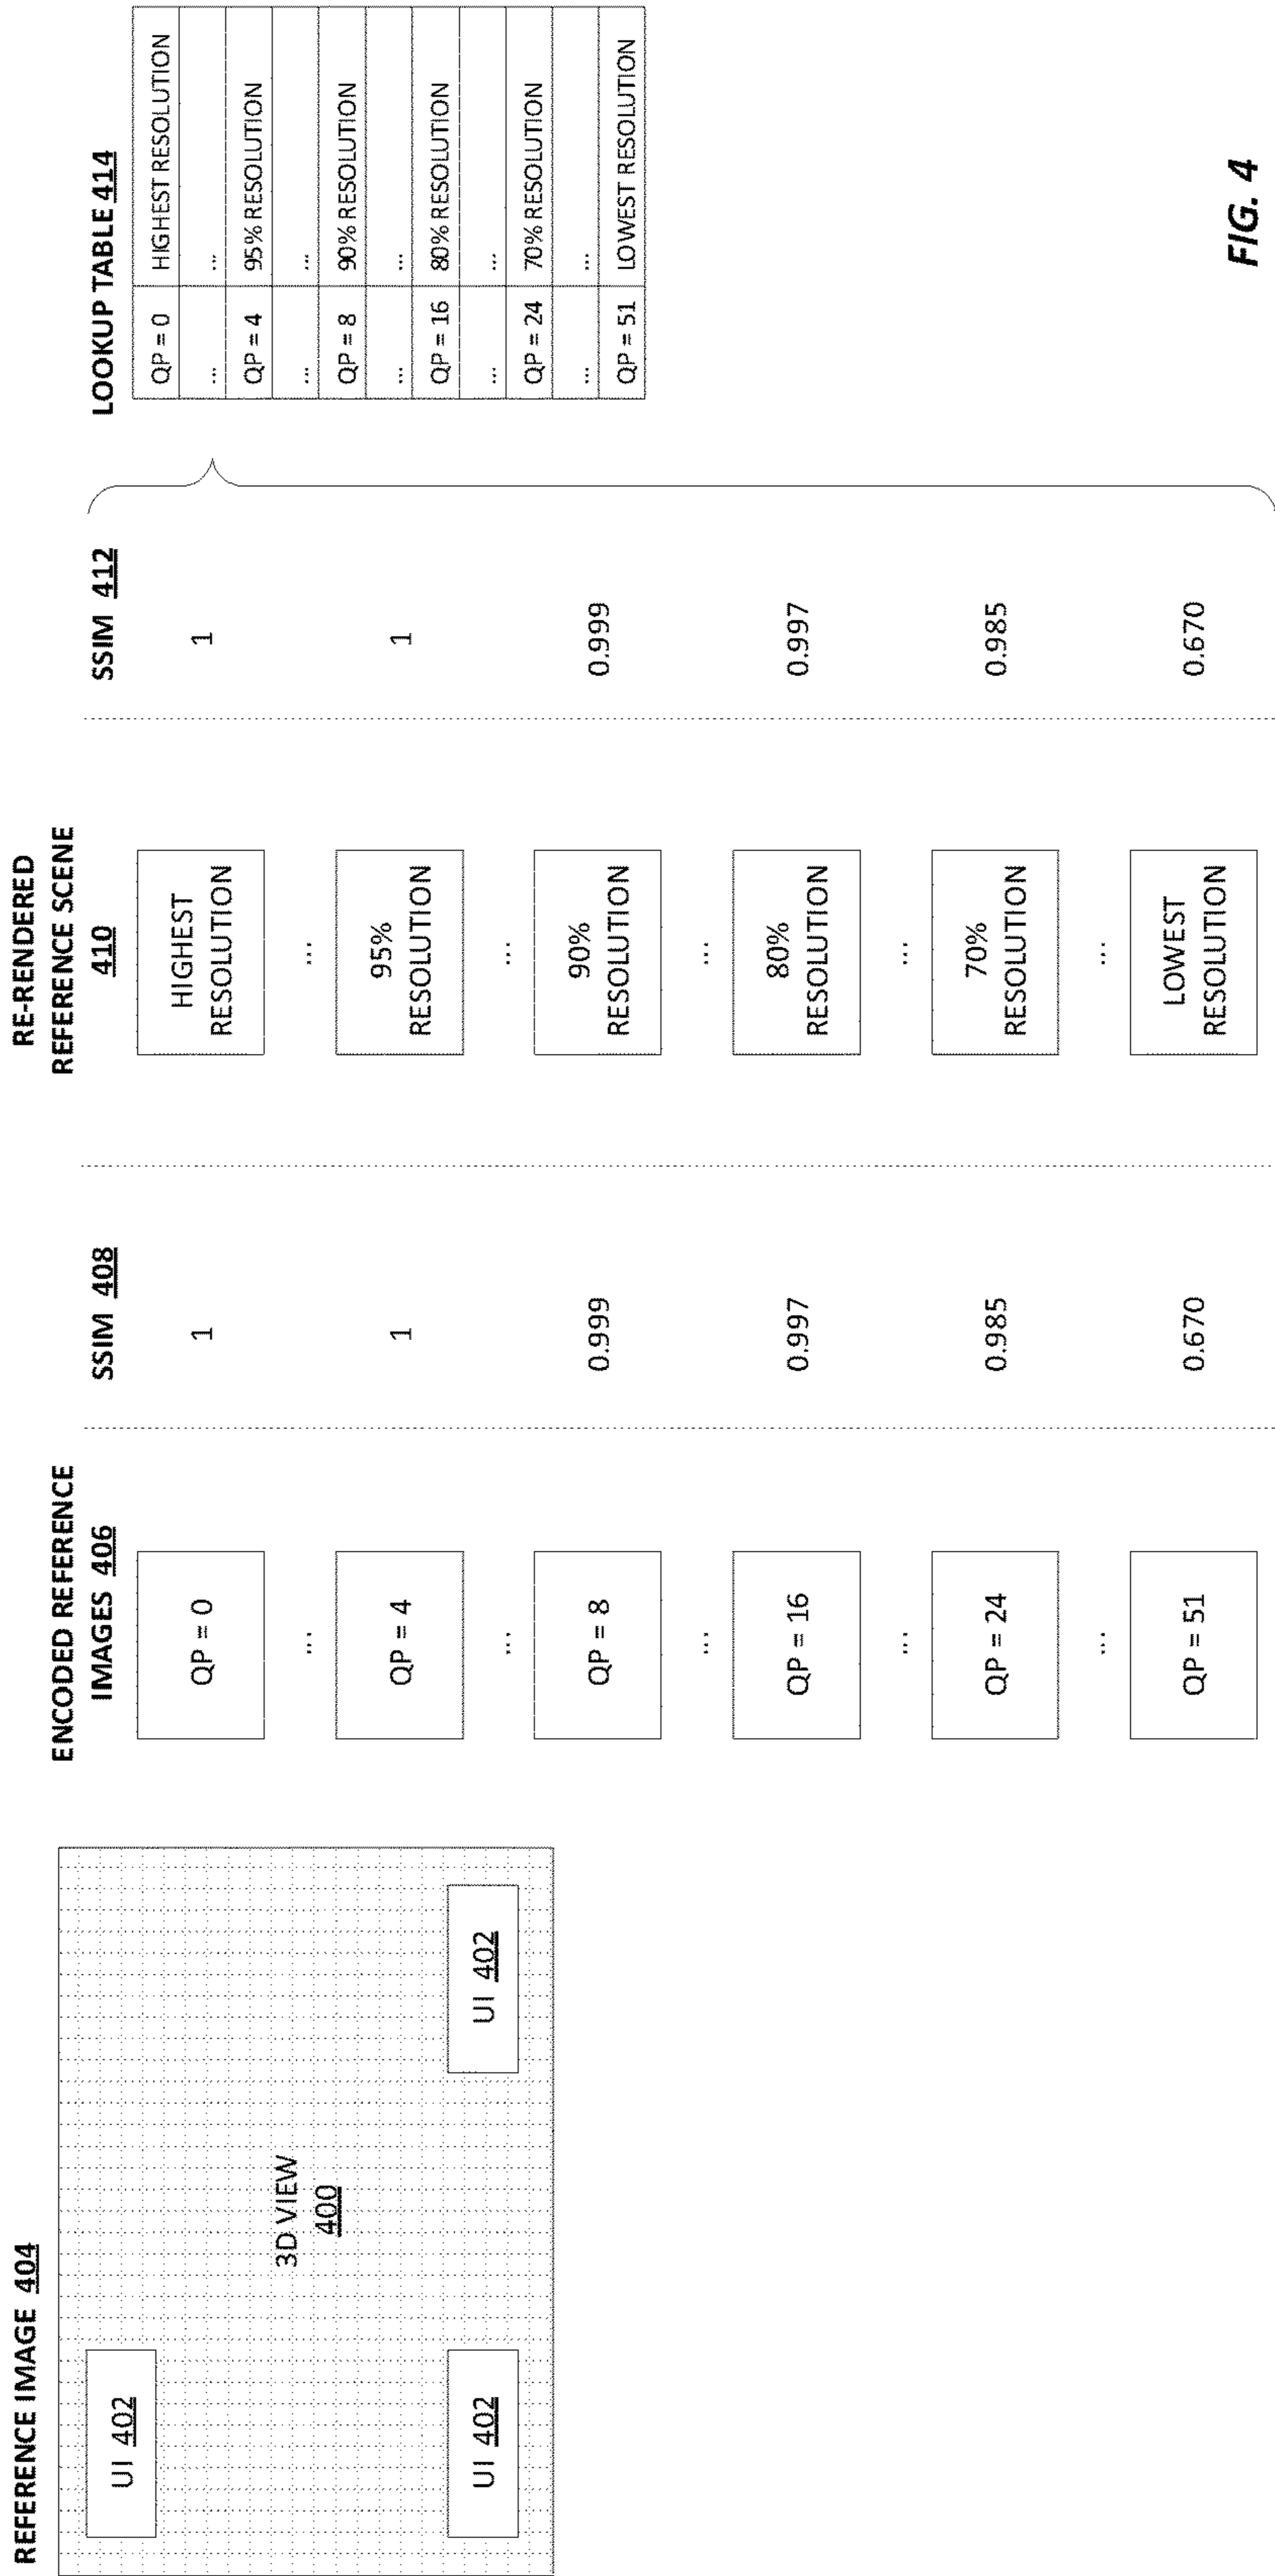 REFERENCE IMAGE 404
UI 402
3D VIEW
400
UI 402
UI 402
ENCODED REFERENCE
IMAGES 406
QP = 0
...
QP = 4
...
QP = 8
...
QP = 16
...
QP = 24
...
QP = 51
SSIM 408
1
1
0.999
0.997
0.985
0.670
RE-RENDERED
REFERENCE SCENE
410
HIGHEST
RESOLUTION
...
95%
RESOLUTION
...
90%
RESOLUTION
...
80%
RESOLUTION
...
70%
RESOLUTION
...
LOWEST
RESOLUTION
SSIM 412
1
1
0.999
0.997
0.985
0.670
LOOKUP TABLE 414
QP = 0 HIGHEST RESOLUTION
... ...
QP = 4 95% RESOLUTION
... ...
QP = 8 90% RESOLUTION
... ...
QP = 16 80% RESOLUTION
... ...
QP = 24 70% RESOLUTION
... ...
QP = 51 LOWEST RESOLUTION
FIG. 4